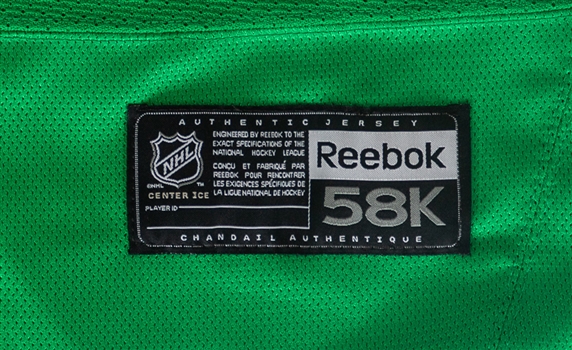 AUTHENTIC JERSEY
NHL
©NHL ™
CENTER ICE
PLAYER ID
ENGINEERED BY REEBOK TO THE
EXACT SPECIFICATIONS OF THE
NATIONAL HOCKEY LEAGUE
CONÇU ET FABRIQUÉ PAR
REEBOK POUR RENCONTRER
LES EXIGENCES SPÉCIFIQUES DE
LA LIGUE NATIONAL DE HOCKEY
Reebok
58K
CHANDAIL AUTHENTIQUE